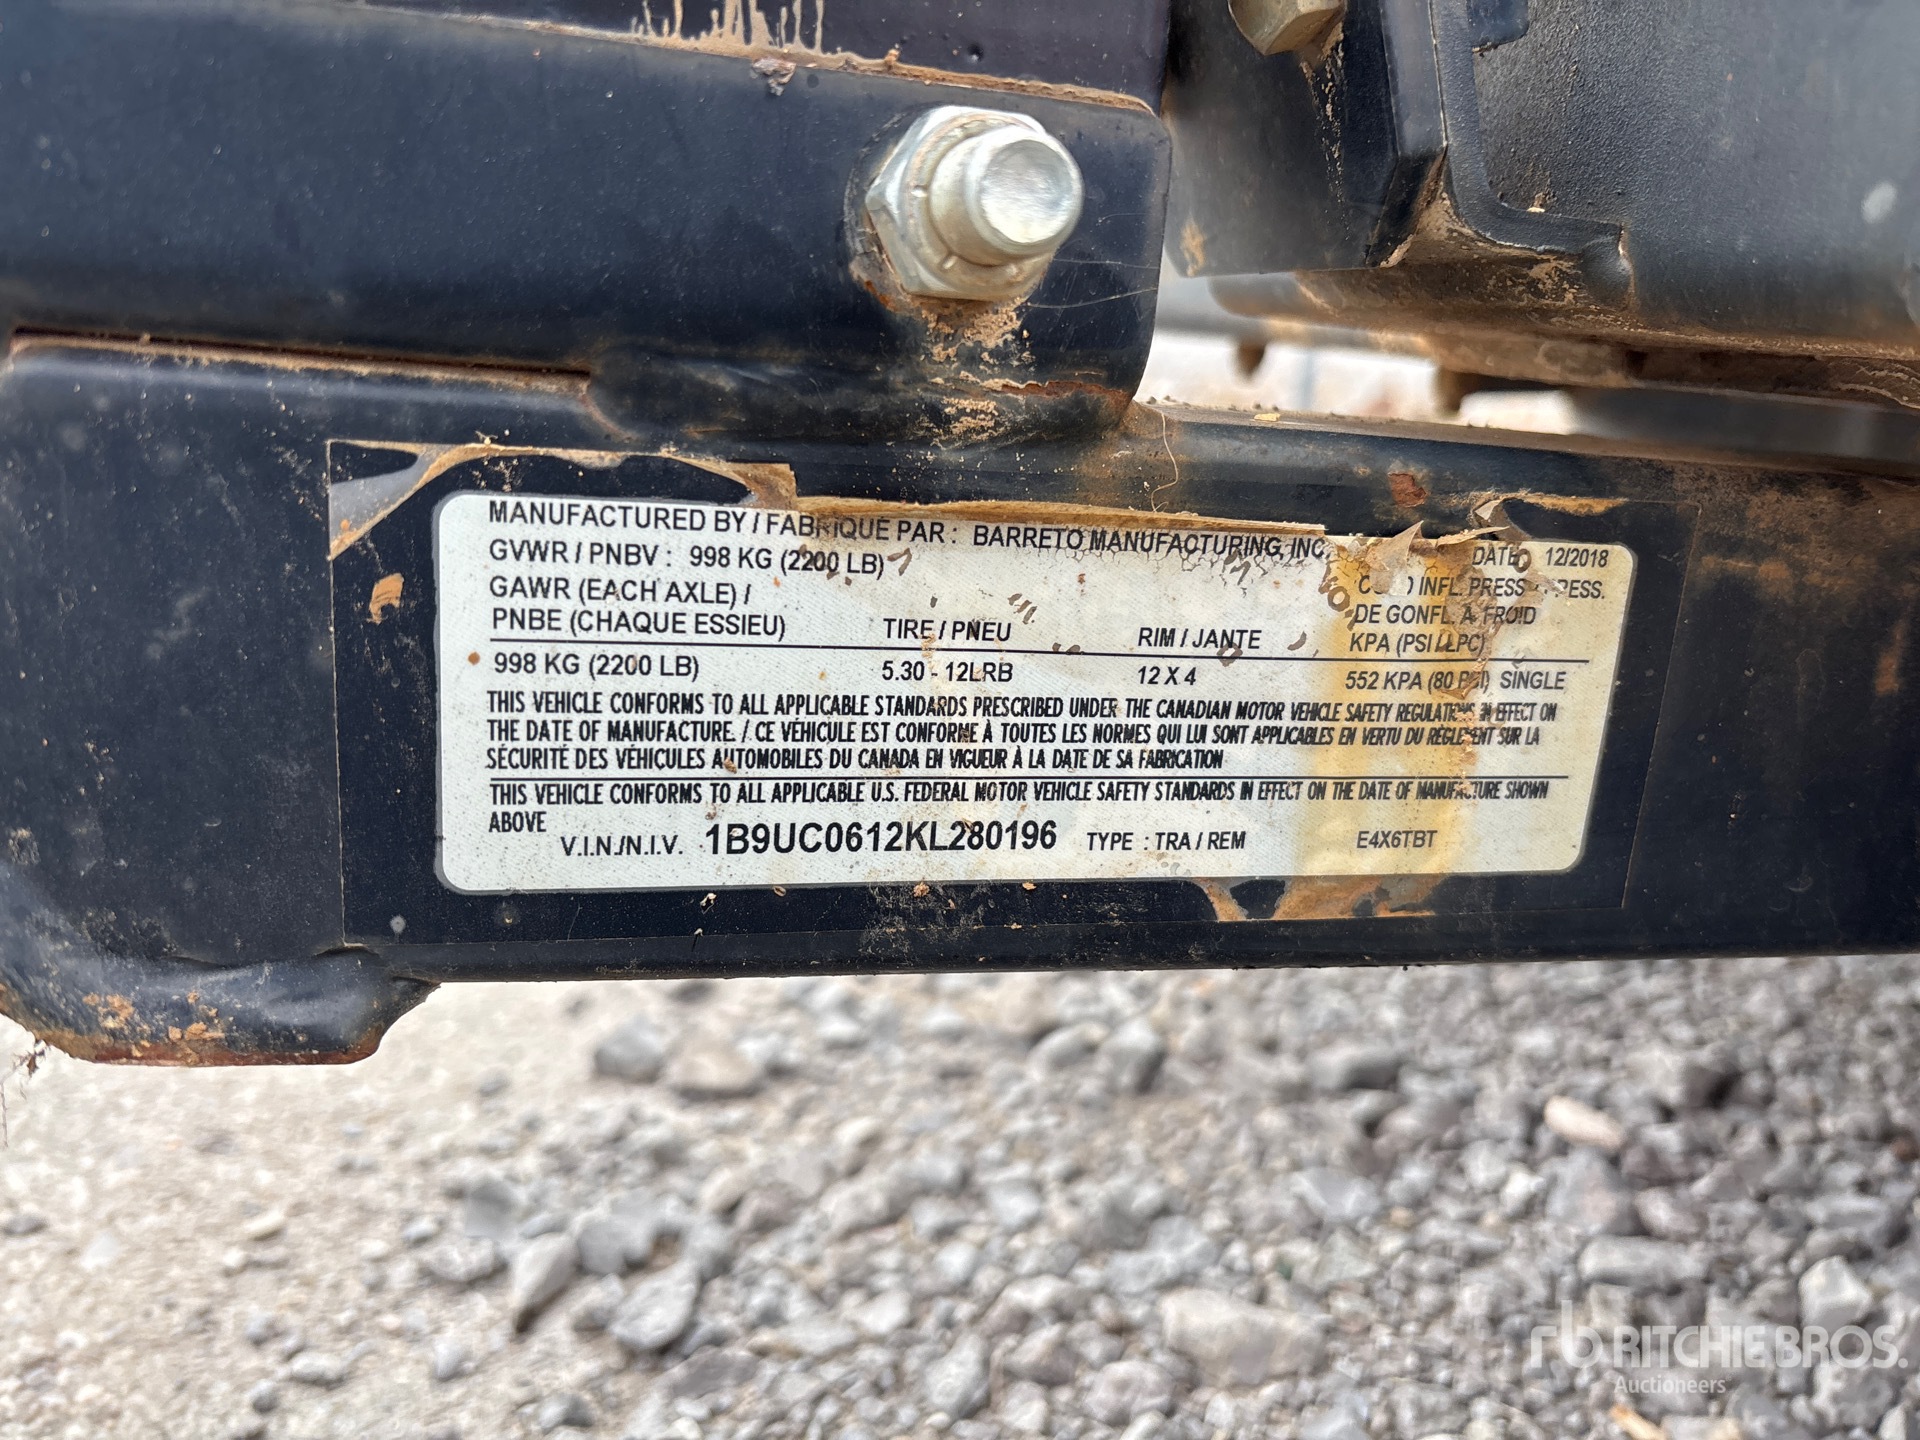 MANUFACTURED BY / FABRIQUÉ PAR : BARRETO MANUFACTURING, INC. DATE 12/2018
GVWR / PNBV : 998 KG (2200 LB)
GAWR (EACH AXLE) / INFL. PRESS
PNBE (CHAQUE ESSIEU) TIRE / PNEU RIM / JANTE DE GONFL. A FROID
KPA (PSI / LPC)
998 KG (2200 LB) 5.30 - 12LRB 12 X 4 552 KPA (80 PSI) SINGLE
THIS VEHICLE CONFORMS TO ALL APPLICABLE STANDARDS PRESCRIBED UNDER THE CANADIAN MOTOR VEHICLE SAFETY REGULATIONS IN EFFECT ON
THE DATE OF MANUFACTURE. / CE VÉHICULE EST CONFORME À TOUTES LES NORMES QUI LUI SONT APPLICABLES EN VERTU DU RÉGLEMENT SUR LA
SÉCURITÉ DES VÉHICULES AUTOMOBILES DU CANADA EN VIGUEUR À LA DATE DE SA FABRICATION
THIS VEHICLE CONFORMS TO ALL APPLICABLE U.S. FEDERAL MOTOR VEHICLE SAFETY STANDARDS IN EFFECT ON THE DATE OF MANUFACTURE SHOWN
ABOVE
V.I.N./N.I.V. 1B9UC0612KL280196 TYPE : TRA / REM E4X6TBT
rb RITCHIE BROS.
Auctioneers